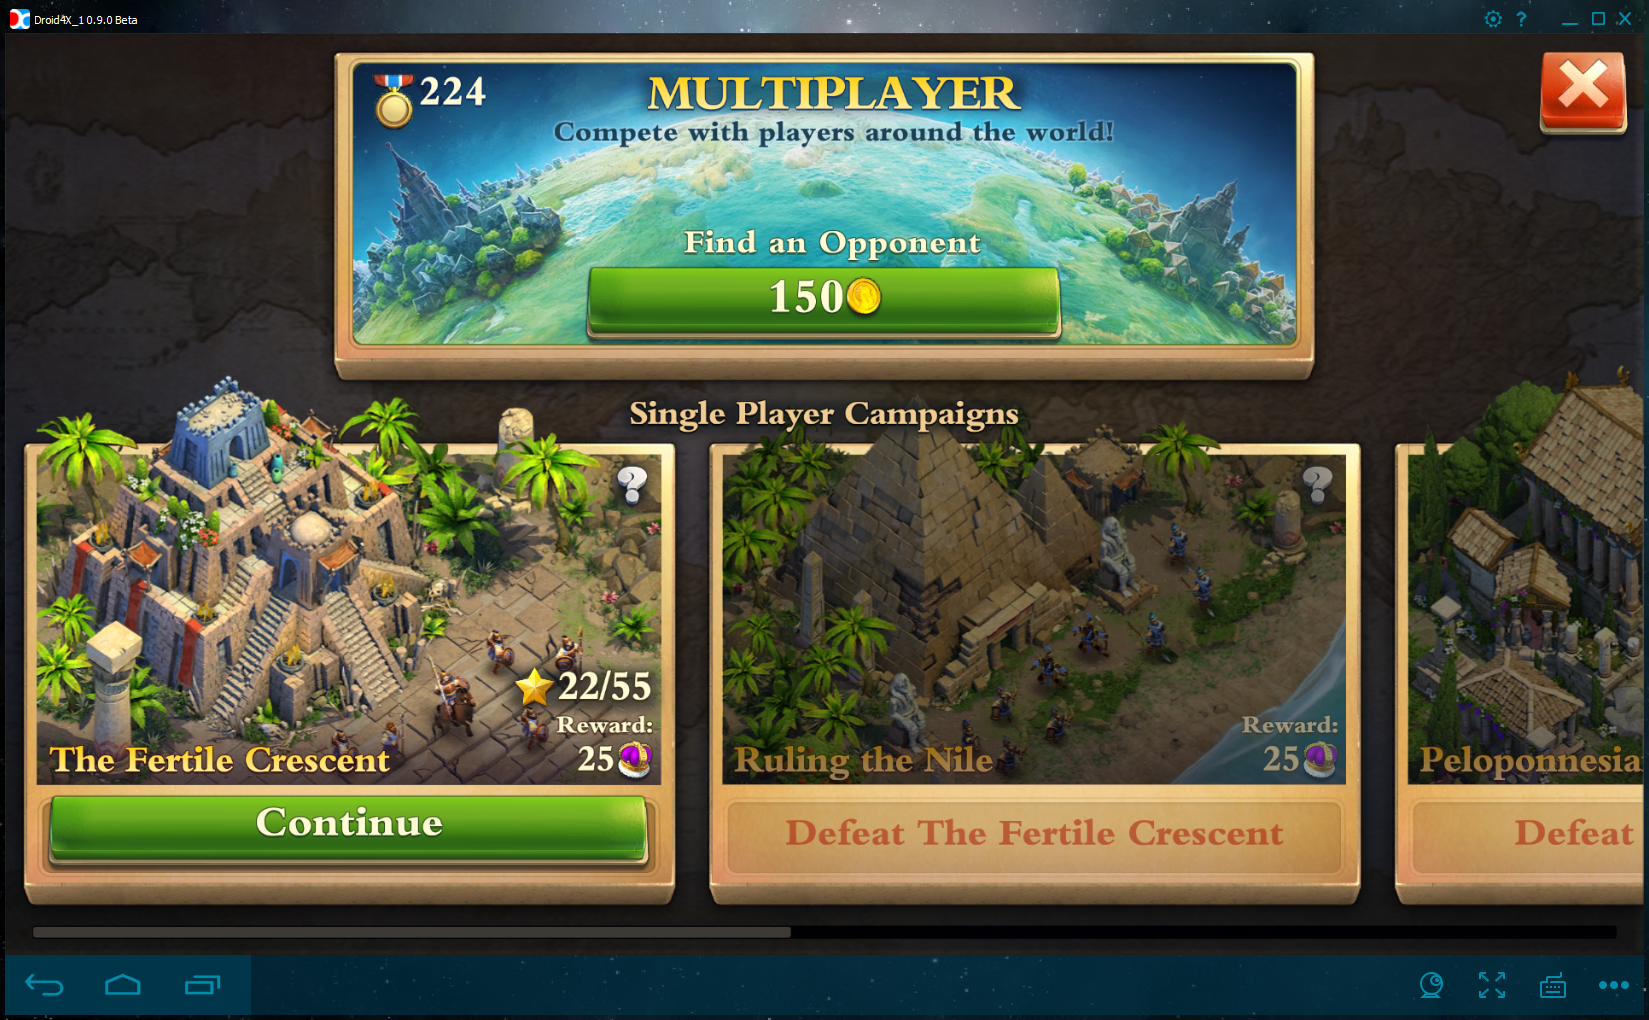 Droid4X_1 0.9.0 Beta
224
MULTIPLAYER
Compete with players around the world!
Find an Opponent
150
Single Player Campaigns
?
22/55
Reward:
25
The Fertile Crescent
Continue
?
Reward:
25
Ruling the Nile
Defeat The Fertile Crescent
Peloponnesia
Defeat